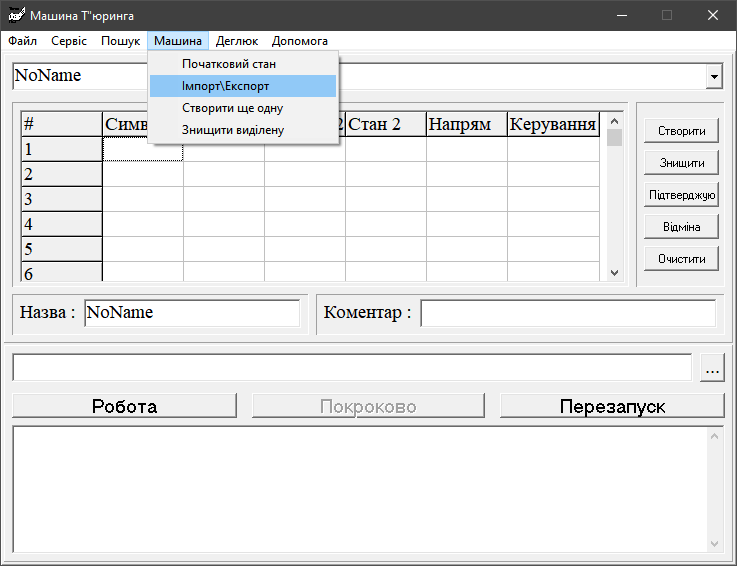 Машина Т"юринга
Файл Сервіс Пошук Машина Деглюк Допомога
Початковий стан
Імпорт\Експорт
Створити ще одну
Знищити виділену
NoName
# Симв 2 Стан 2 Напрям Керування
1
2
3
4
5
6
Створити
Знищити
Підтверджую
Відміна
Очистити
Назва : NoName Коментар :
...
Робота Покроково Перезапуск